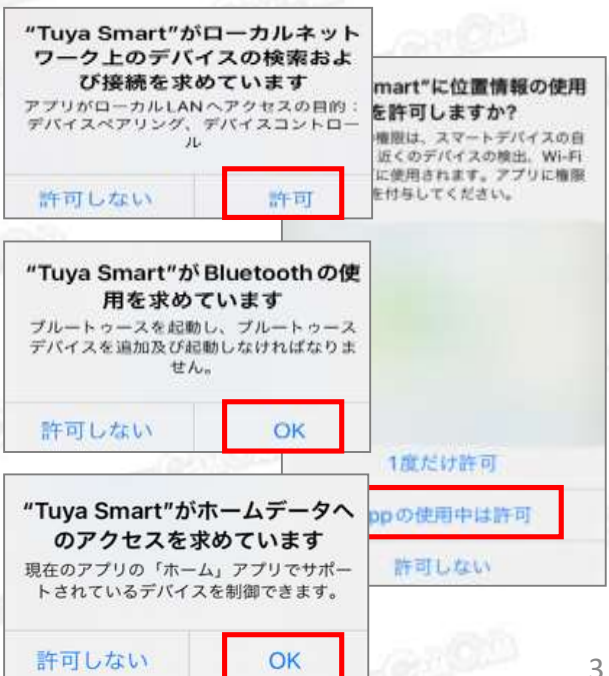 “Tuya Smart”がローカルネット
ワーク上のデバイスの検索およ
び接続を求めています
アプリがローカルLANへアクセスの目的：
デバイスペアリング、デバイスコントロー
ル
許可しない
許可
“Tuya Smart”が Bluetooth の使
用を求めています
ブルートゥースを起動し、ブルートゥース
デバイスを追加及び起動しなければなりま
せん。
許可しない
OK
“Tuya Smart”がホームデータへ
のアクセスを求めています
現在のアプリの「ホーム」アプリでサポー
トされているデバイスを制御できます。
許可しない
OK
mart”に位置情報の使用
を許可しますか?
権限は、スマートデバイスの自
近くのデバイスの検出、Wi-Fi
に使用されます。アプリに権限
を付与してください。
1度だけ許可
ppの使用中は許可
許可しない
3